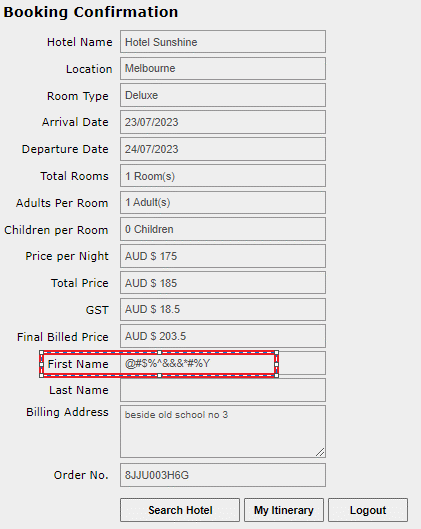 Booking Confirmation
Hotel Name Hotel Sunshine
Location Melbourne
Room Type Deluxe
Arrival Date 23/07/2023
Departure Date 24/07/2023
Total Rooms 1 Room(s)
Adults Per Room 1 Adult(s)
Children per Room 0 Children
Price per Night AUD $ 175
Total Price AUD $ 185
GST AUD $ 18.5
Final Billed Price AUD $ 203.5
First Name @#$%^&&&*#%Y
Last Name
Billing Address beside old school no 3
Order No. 8JJU003H6G
Search Hotel My Itinerary Logout